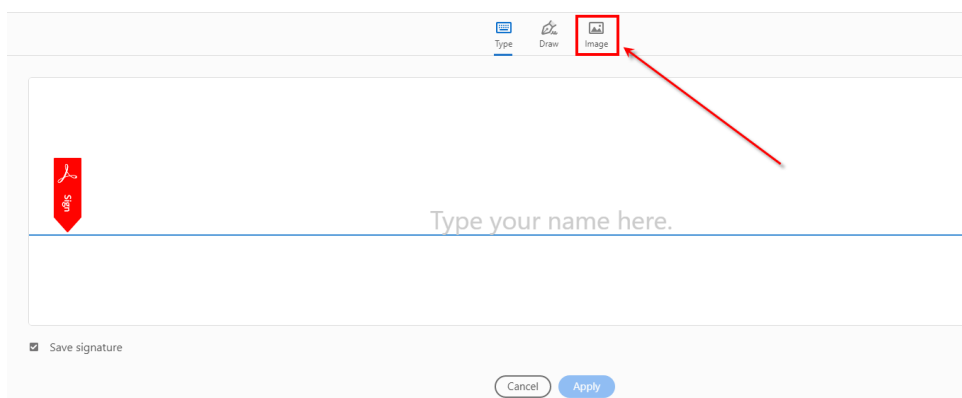 Type Draw Image
Sign
Type your name here.
Save signature
Cancel Apply